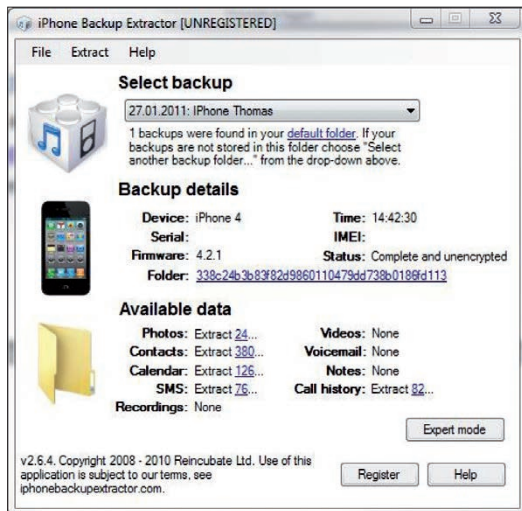 iPhone Backup Extractor [UNREGISTERED]
File Extract Help
Select backup
27.01.2011: IPhone Thomas
1 backups were found in your default folder. If your
backups are not stored in this folder choose "Select
another backup folder..." from the drop-down above.
Backup details
Device: iPhone 4 Time: 14:42:30
Serial: IMEI:
Firmware: 4.2.1 Status: Complete and unencrypted
Folder: 338c24b3b83f82d9860110479dd738b0186fd113
Available data
Photos: Extract 24... Videos: None
Contacts: Extract 380... Voicemail: None
Calendar: Extract 126... Notes: None
SMS: Extract 76... Call history: Extract 82...
Recordings: None
Expert mode
v2.6.4. Copyright 2008 - 2010 Reincubate Ltd. Use of this
application is subject to our terms, see
iphonebackupextractor.com.
Register Help